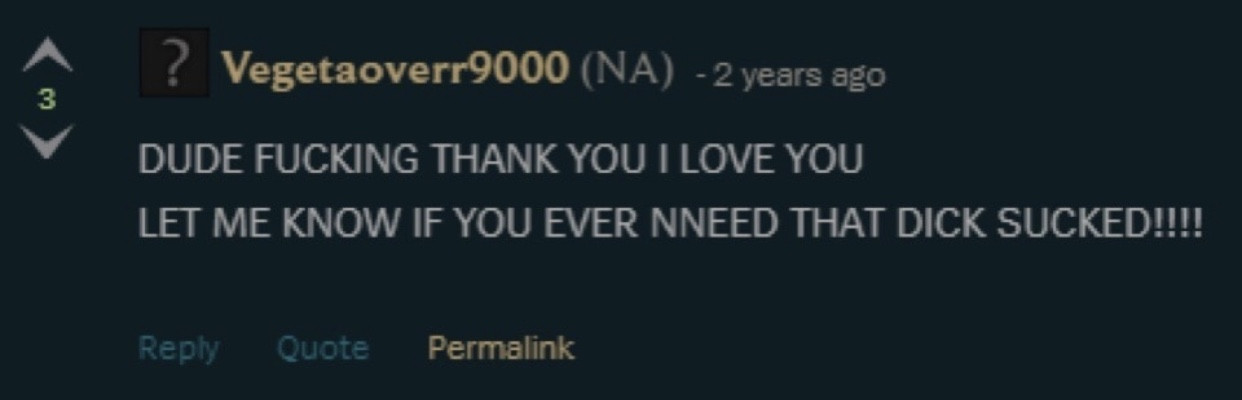 ?
Vegetaoverr9000 (NA) - 2 years ago
3
DUDE FUCKING THANK YOU I LOVE YOU
LET ME KNOW IF YOU EVER NNEED THAT DICK SUCKED!!!!
Reply Quote Permalink